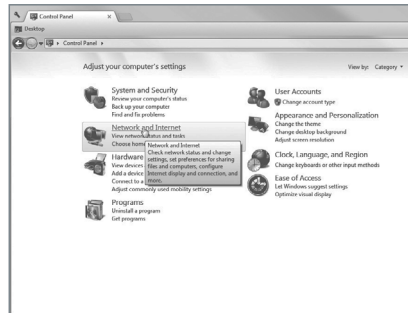 Control Panel
Desktop
Control Panel
Adjust your computer's settings
View by: Category
System and Security
Review your computer's status
Back up your computer
Find and fix problems
Network and Internet
View network status and tasks
Choose home
Network and Internet
Check network status and change
settings, set preferences for sharing
files and computers, configure
Internet display and connection, and
more.
Hardware
View devices
Add a device
Connect to a
Adjust commonly used mobility settings
Programs
Uninstall a program
Get programs
User Accounts
Change account type
Appearance and Personalization
Change the theme
Change desktop background
Adjust screen resolution
Clock, Language, and Region
Change keyboards or other input methods
Ease of Access
Let Windows suggest settings
Optimize visual display